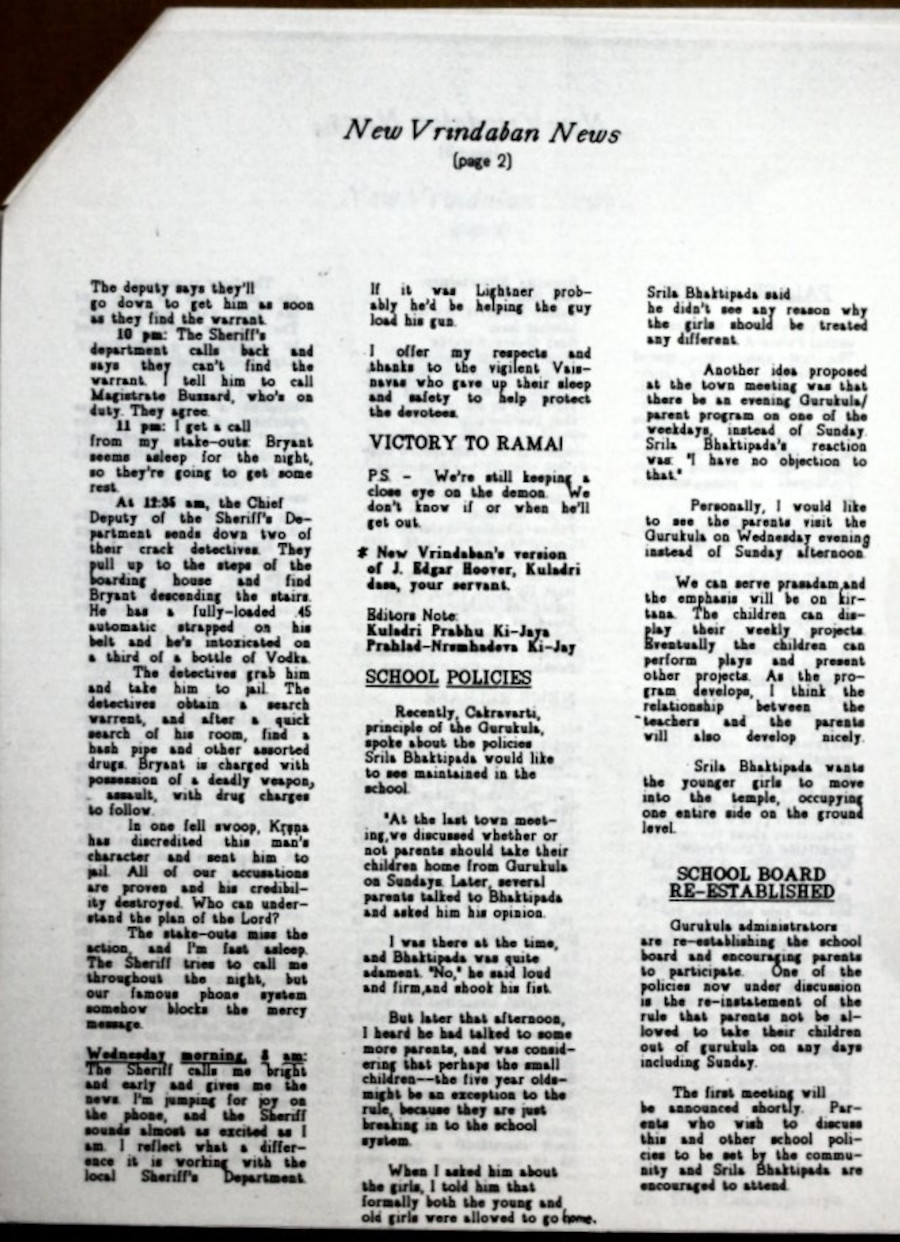 New Vrindaban News
(page 2)
The deputy says they'll
go down to get him as soon
as they find the warrant.
10 pm: The Sheriff's
department calls back and
says they can't find the
warrant. I tell him to call
Magistrate Buzzard, who's on
duty. They agree.
11 pm: I get a call
from my stake-outs: Bryant
seems asleep for the night,
so they're going to get some
rest.
At 12:35 am, the Chief
Deputy of the Sheriff's De-
partment sends down two of
their crack detectives. They
pull up to the steps of the
boarding house and find
Bryant descending the stairs.
He has a fully-loaded .45
automatic strapped on his
belt and he's intoxicated on
a third of a bottle of Vodka.
The detectives grab him
and take him to jail. The
detectives obtain a search
warrent, and after a quick
search of his room, find a
hash pipe and other assorted
drugs. Bryant is charged with
possession of a deadly weapon,
assault, with drug charges
to follow.
In one fell swoop, Kṛṣṇa
has discredited this man's
character and sent him to
jail. All of our accusations
are proven and his credibil-
ity destroyed. Who can under-
stand the plan of the Lord?
The stake-outs miss the
action, and I'm fast asleep.
The Sheriff tries to call me
throughout the night, but
our famous phone system
somehow blocks the mercy
message.
Wednesday morning, 8 am:
The Sheriff calls me bright
and early and gives me the
news. I'm jumping for joy on
the phone, and the Sheriff
sounds almost as excited as I
am. I reflect what a differ-
ence it is working with the
local Sheriff's Department.
If it was Lightner prob-
ably he'd be helping the guy
load his gun.
I offer my respects and
thanks to the vigilent Vais-
navas who gave up their sleep
and safety to help protect
the devotees.
VICTORY TO RAMA!
P.S. - We're still keeping a
close eye on the demon. We
don't know if or when he'll
get out.
* New Vrindaban's version
of J. Edgar Hoover, Kuladri
dasa, your servant.
Editors Note:
Kuladri Prabhu Ki-Jaya
Prahlad-Nrsmhadeva Ki-Jay
SCHOOL POLICIES
Recently, Cakravarti,
principle of the Gurukula,
spoke about the policies
Srila Bhaktipada would like
to see maintained in the
school.
"At the last town meet-
ing,we discussed whether or
not parents should take their
children home from Gurukula
on Sundays. Later, several
parents talked to Bhaktipada
and asked him his opinion.
I was there at the time,
and Bhaktipada was quite
adament. "No," he said loud
and firm,and shook his fist.
But later that afternoon,
I heard he had talked to some
more parents, and was consid-
ering that perhaps the small
children--the five year olds-
might be an exception to the
rule, because they are just
breaking in to the school
system.
When I asked him about
the girls, I told him that
formally both the young and
old girls were allowed to go home.
Srila Bhaktipada said
he didn't see any reason why
the girls should be treated
any different.
Another idea proposed
at the town meeting was that
there be an evening Gurukula/
parent program on one of the
weekdays, instead of Sunday.
Srila Bhaktipada's reaction
was: "I have no objection to
that."
Personally, I would like
to see the parents visit the
Gurukula on Wednesday evening
instead of Sunday afternoon.
We can serve prasadam,and
the emphasis will be on kir-
tana. The children can dis-
play their weekly projects.
Eventually the children can
perform plays and present
other projects. As the pro-
gram develops, I think the
relationship between the
teachers and the parents
will also develop nicely.
Srila Bhaktipada wants
the younger girls to move
into the temple, occupying
one entire side on the ground
level.
SCHOOL BOARD
RE-ESTABLISHED
Gurukula administrators
are re-establishing the school
board and encouraging parents
to participate. One of the
policies now under discussion
is the re-instatement of the
rule that parents not be al-
lowed to take their children
out of gurukula on any days
including Sunday.
The first meeting will
be announced shortly. Par-
ents who wish to discuss
this and other school poli-
cies to be set by the commu-
nity and Srila Bhaktipada are
encouraged to attend.